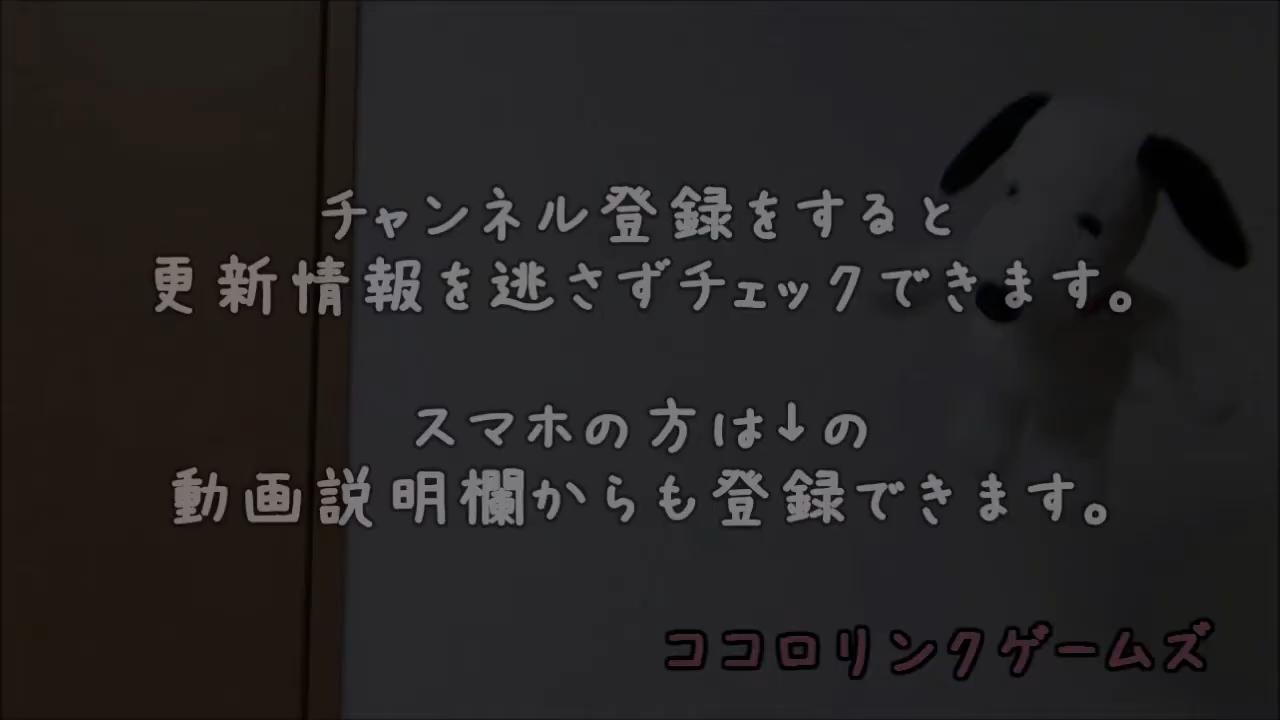 チャンネル登録をすると
更新情報を逃さずチェックできます。
スマホの方は↓の
動画説明欄からも登録できます。
ココロリンクゲームズ